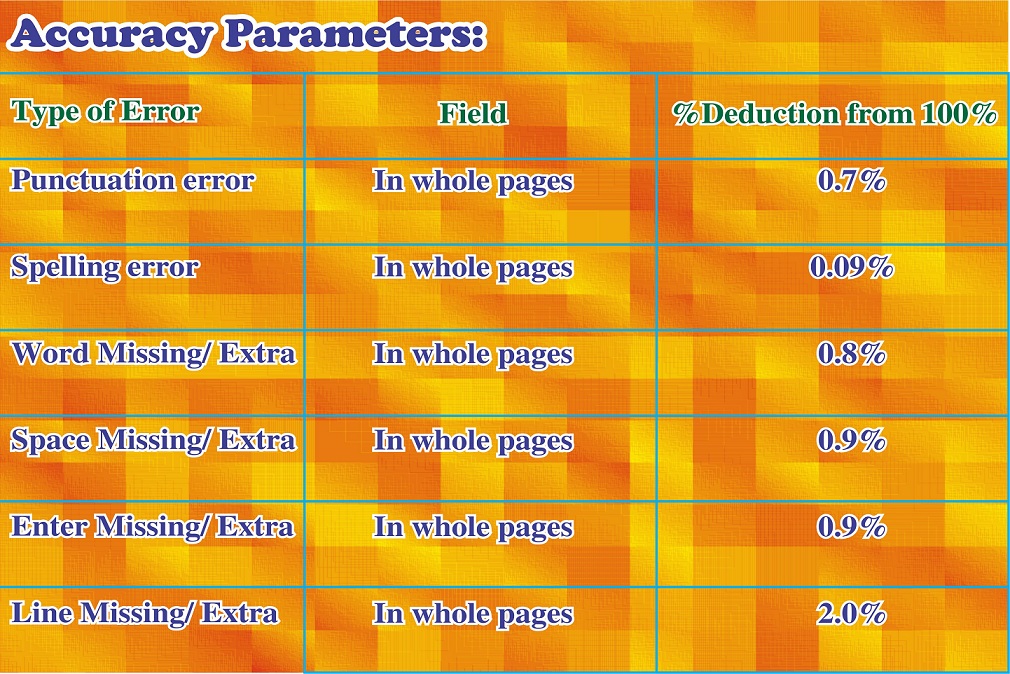 Accuracy Parameters:
Type of Error Field %Deduction from 100%
Punctuation error In whole pages 0.7%
Spelling error In whole pages 0.09%
Word Missing/ Extra In whole pages 0.8%
Space Missing/ Extra In whole pages 0.9%
Enter Missing/ Extra In whole pages 0.9%
Line Missing/ Extra In whole pages 2.0%